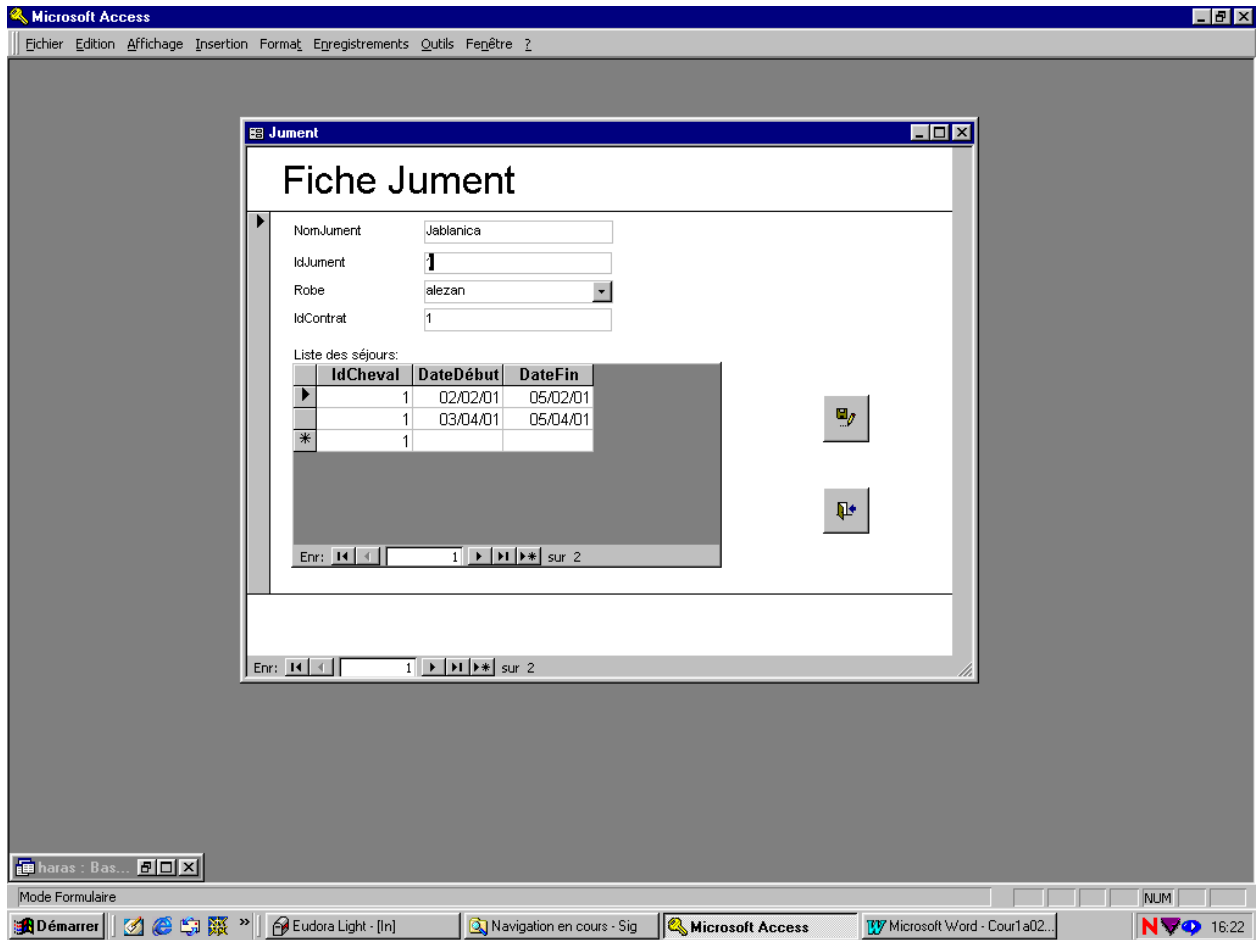 Microsoft Access
Fichier Edition Affichage Insertion Format Enregistrements Outils Fenêtre ?
Jument
Fiche Jument
NomJument Jablanica
IdJument
Robe alezan
IdContrat 1
Liste des séjours:
IdCheval DateDébut DateFin
1 02/02/01 05/02/01
1 03/04/01 05/04/01
1
Enr: 1 sur 2
Enr: 1 sur 2
haras : Bas...
Mode Formulaire NUM
Démarrer » Eudora Light - [In] Navigation en cours - Sig Microsoft Access Microsoft Word - Cour1a02... N 16:22